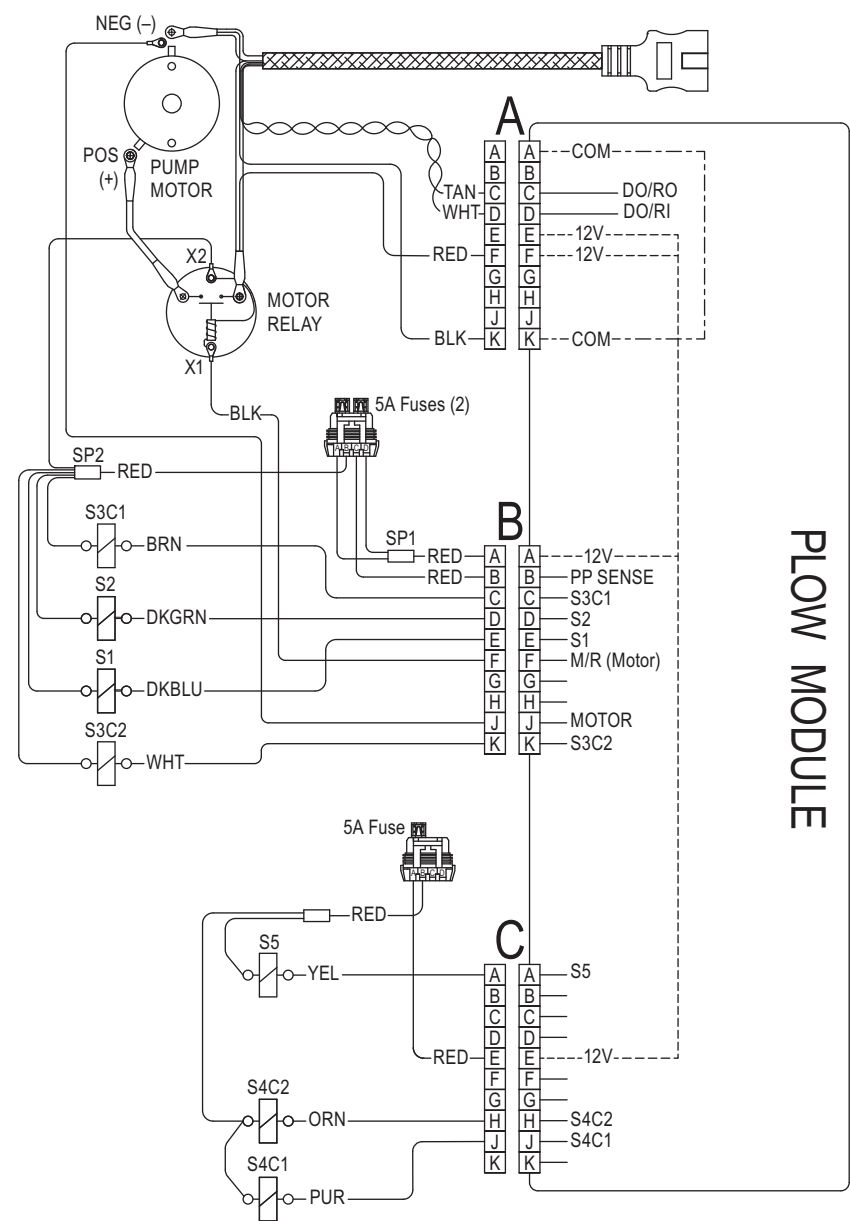 NEG (–)
POS
(+)
PUMP
MOTOR
X2
MOTOR
RELAY
X1
BLK
5A Fuses (2)
A B C D
SP2
RED
SP1
S3C1
BRN
S2
DKGRN
S1
DKBLU
S3C2
WHT
A
TAN
WHT
RED
BLK
A A COM
B B
C C DO/RO
D D DO/RI
E E 12V
F F 12V
G G
H H
J J
K K COM
B
RED A A 12V
RED B B PP SENSE
C C S3C1
D D S2
E E S1
F F M/R (Motor)
G G
H H
J J MOTOR
K K S3C2
PLOW MODULE
5A Fuse
A B C D
RED
S5
YEL
RED
S4C2
ORN
S4C1
PUR
C
A A S5
B B
C C
D D
E E 12V
F F
G G
H H S4C2
J J S4C1
K K